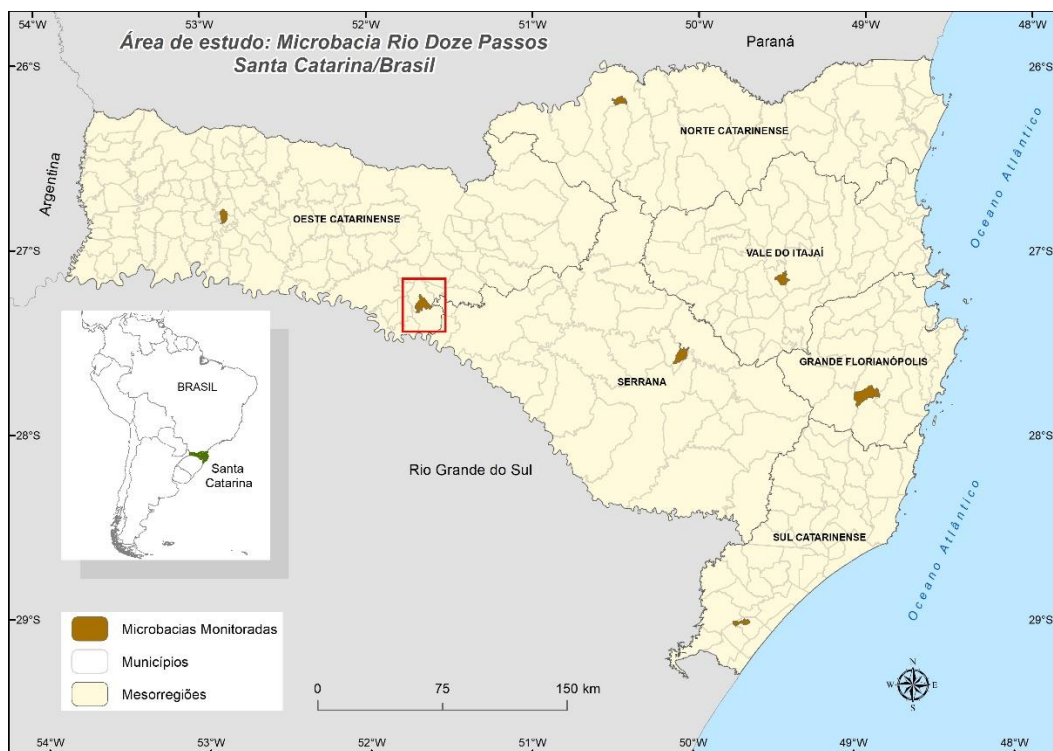 54°W 53°W 52°W 51°W 50°W 49°W 48°W
Área de estudo: Microbacia Rio Doze Passos
Santa Catarina/Brasil
Paraná
26°S 26°S
NORTE CATARINENSE
Oceano Atlântico
Argentina
OESTE CATARINENSE
27°S 27°S
VALE DO ITAJAÍ
GRANDE FLORIANÓPOLIS
SERRANA
BRASIL
28°S 28°S
Rio Grande do Sul
Santa
Catarina
Oceano Atlântico
SUL CATARINENSE
29°S 29°S
Microbacias Monitoradas
Municípios
Mesorregiões
0 75 150 km
N
W E
S
54°W 53°W 52°W 51°W 50°W 49°W 48°W